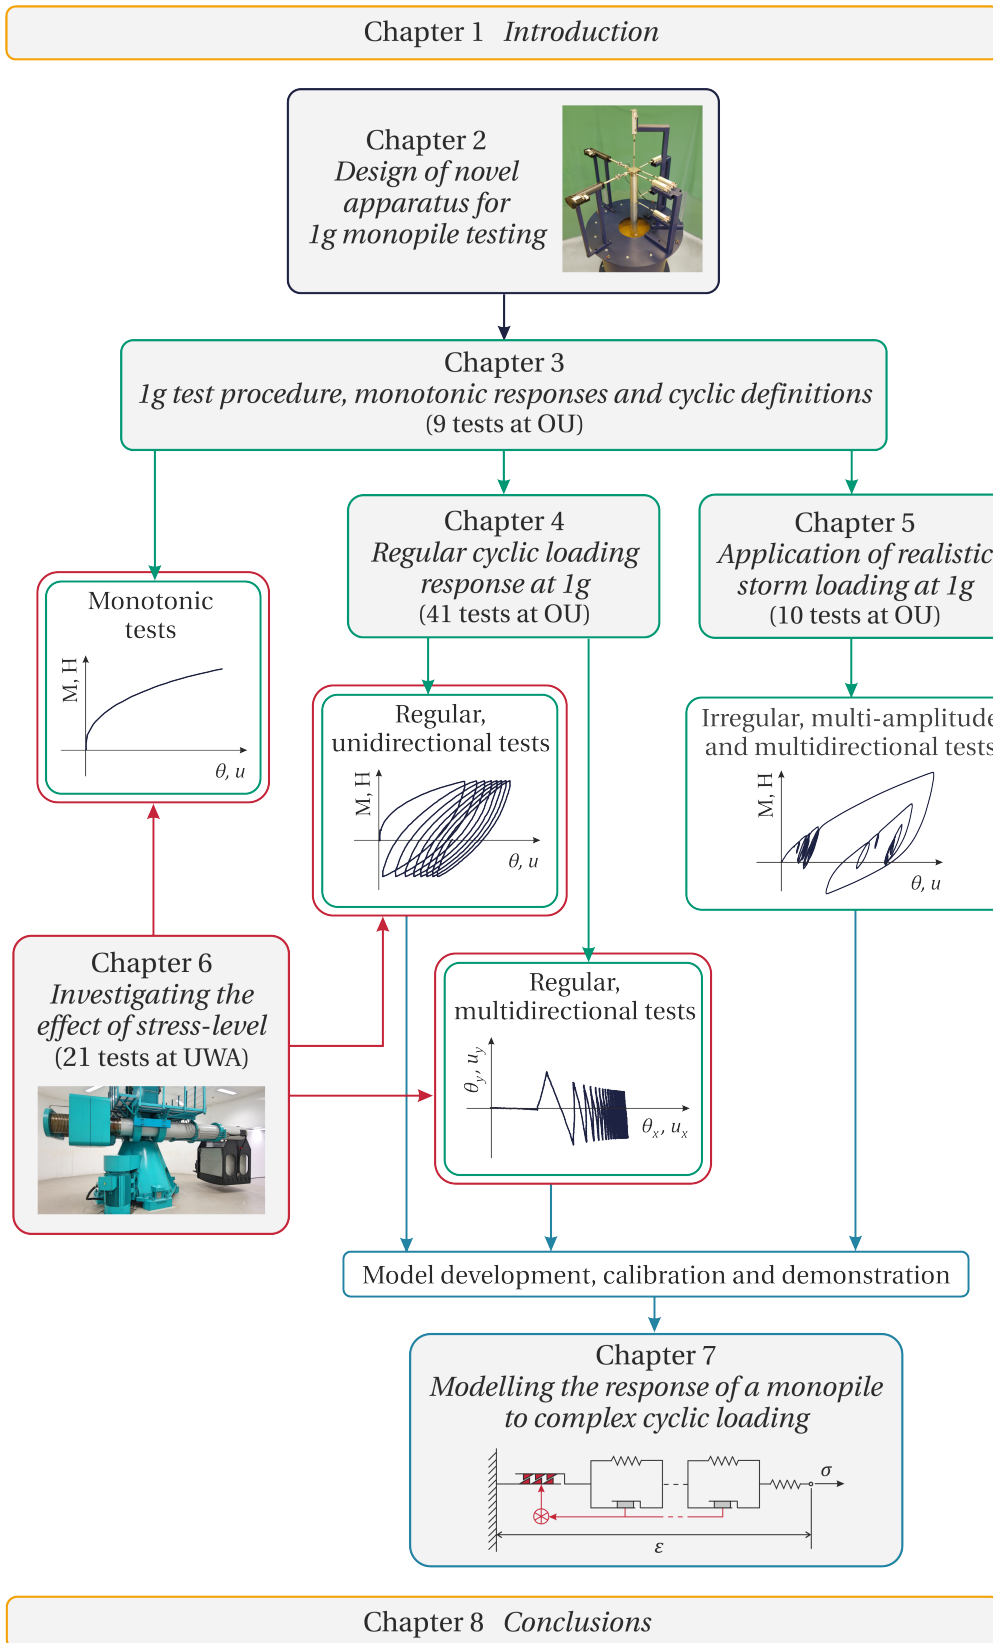 Chapter 1 Introduction
Chapter 2
Design of novel
apparatus for
1g monopile testing
Chapter 3
1g test procedure, monotonic responses and cyclic definitions
(9 tests at OU)
Chapter 4
Regular cyclic loading
response at 1g
(41 tests at OU)
Chapter 5
Application of realistic
storm loading at 1g
(10 tests at OU)
Monotonic
tests
M, H
θ, u
Regular,
unidirectional tests
M, H
θ, u
Irregular, multi-amplitude
and multidirectional tests
M, H
θ, u
Chapter 6
Investigating the
effect of stress-level
(21 tests at UWA)
Regular,
multidirectional tests
θy, uy
θx, ux
Model development, calibration and demonstration
Chapter 7
Modelling the response of a monopile
to complex cyclic loading
σ
ε
Chapter 8 Conclusions